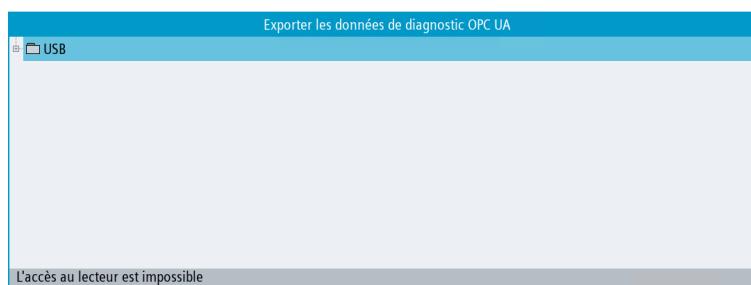 Exporter les données de diagnostic OPC UA
USB
L'accès au lecteur est impossible